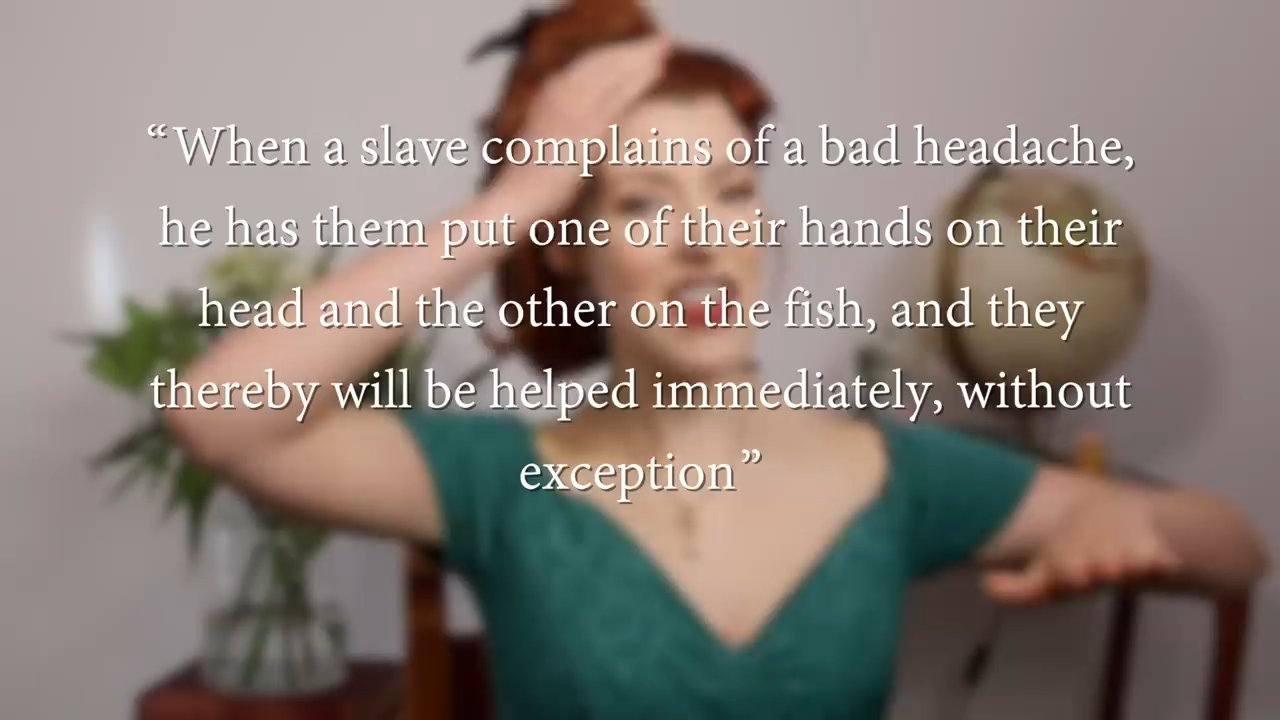 “When a slave complains of a bad headache,
he has them put one of their hands on their
head and the other on the fish, and they
thereby will be helped immediately, without
exception”